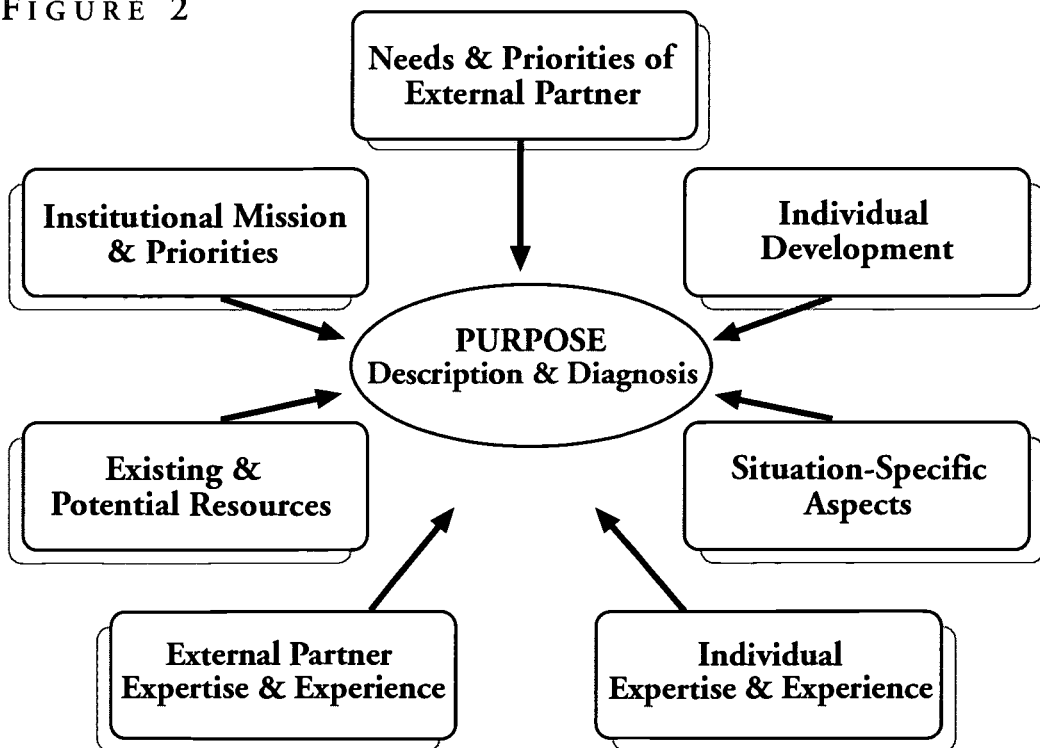 FIGURE 2
Needs & Priorities of
External Partner
Institutional Mission
& Priorities
Individual
Development
PURPOSE
Description & Diagnosis
Existing &
Potential Resources
Situation-Specific
Aspects
External Partner
Expertise & Experience
Individual
Expertise & Experience